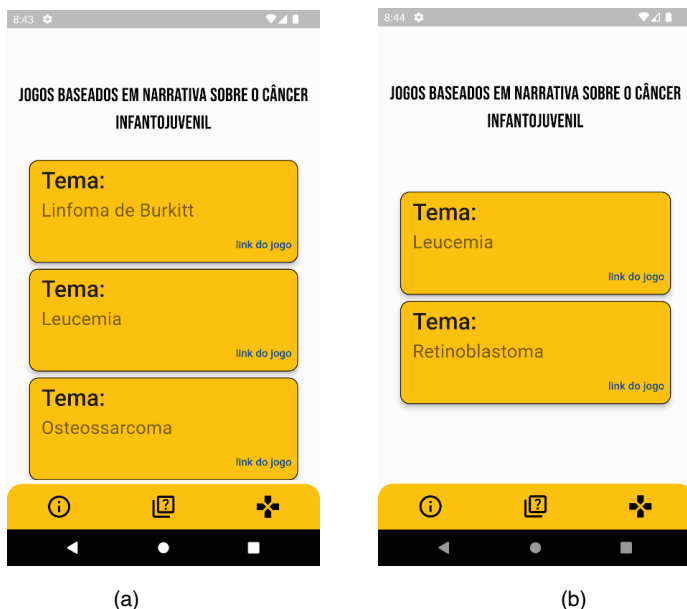 8:43
JOGOS BASEADOS EM NARRATIVA SOBRE O CÂNCER
INFANTOJUVENIL
Tema:
Linfoma de Burkitt
link do jogo
Tema:
Leucemia
link do jogo
Tema:
Osteossarcoma
link do jogo
(a)
8:44
JOGOS BASEADOS EM NARRATIVA SOBRE O CÂNCER
INFANTOJUVENIL
Tema:
Leucemia
link do jogo
Tema:
Retinoblastoma
link do jogo
(b)